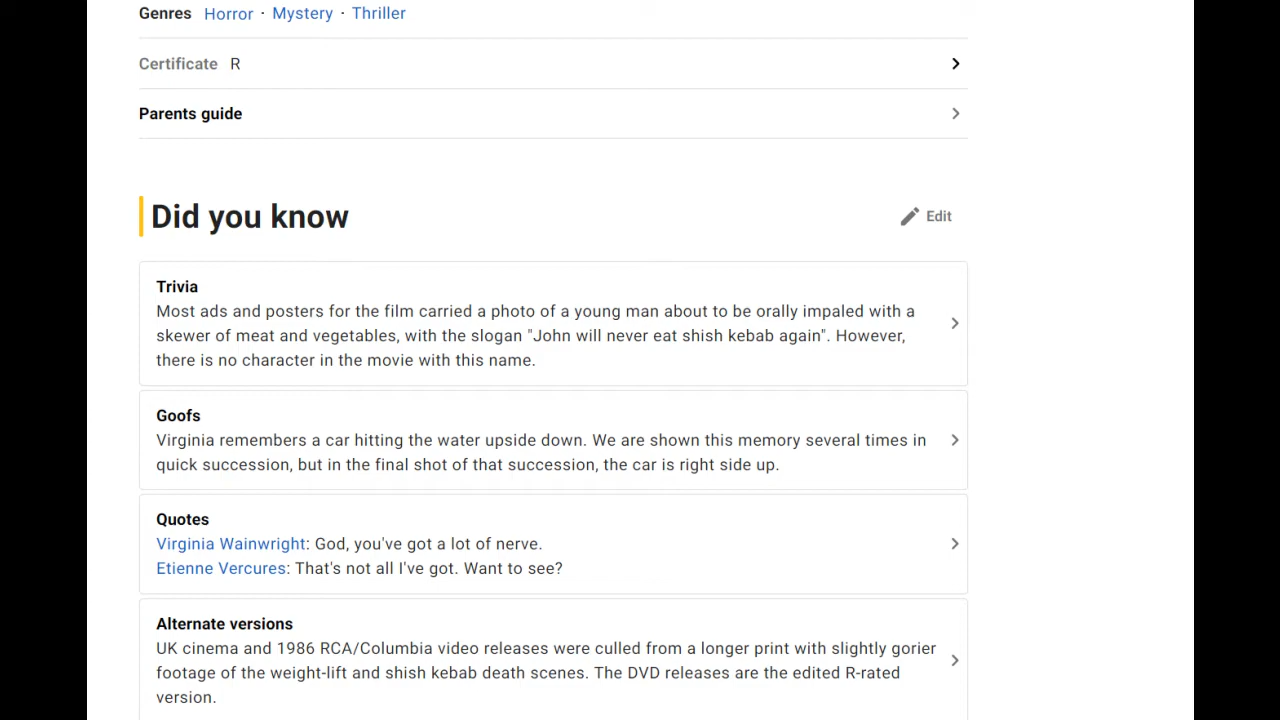 Genres Horror · Mystery · Thriller
Certificate R
Parents guide
Did you know
Edit
Trivia
Most ads and posters for the film carried a photo of a young man about to be orally impaled with a
skewer of meat and vegetables, with the slogan "John will never eat shish kebab again". However,
there is no character in the movie with this name.
Goofs
Virginia remembers a car hitting the water upside down. We are shown this memory several times in
quick succession, but in the final shot of that succession, the car is right side up.
Quotes
Virginia Wainwright: God, you've got a lot of nerve.
Etienne Vercures: That's not all I've got. Want to see?
Alternate versions
UK cinema and 1986 RCA/Columbia video releases were culled from a longer print with slightly gorier
footage of the weight-lift and shish kebab death scenes. The DVD releases are the edited R-rated
version.